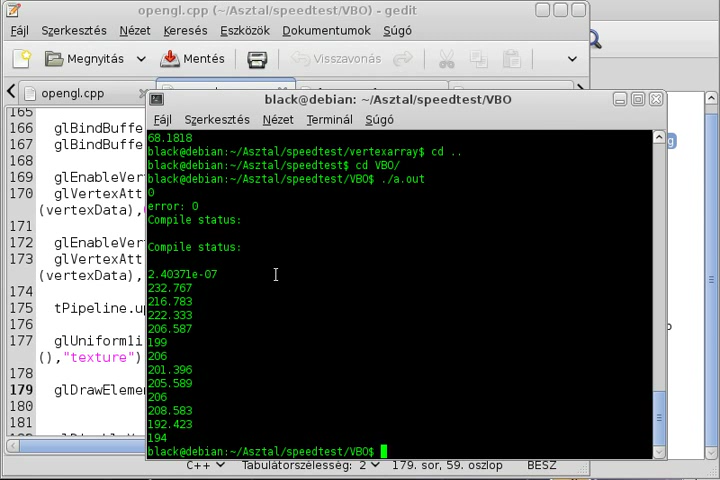 opengl.cpp (~/Asztal/speedtest/VBO) - gedit
Fájl Szerkesztés Nézet Keresés Eszközök Dokumentumok Súgó
Megnyitás Mentés Visszavonás
opengl.cpp
165
166 glBindBuffe
167 glBindBuffe
168
169 glEnableVer
170 glVertexAtt
(vertexData),
171
172 glEnableVer
173 glVertexAtt
(vertexData),
174
175 tPipeline.up
176
177 glUniform1i
(),"texture")
178
179 glDrawElemen
180
181
black@debian: ~/Asztal/speedtest/VBO
Fájl Szerkesztés Nézet Terminál Súgó
68.1818
black@debian:~/Asztal/speedtest/vertexarray$ cd ..
black@debian:~/Asztal/speedtest$ cd VBO/
black@debian:~/Asztal/speedtest/VBO$ ./a.out
0
error: 0
Compile status:
Compile status:
2.40371e-07
232.767
216.783
222.333
206.587
199
206
201.396
205.589
206
208.583
192.423
194
black@debian:~/Asztal/speedtest/VBO$
C++ Tabulátorszélesség: 2 179. sor, 59. oszlop BESZ